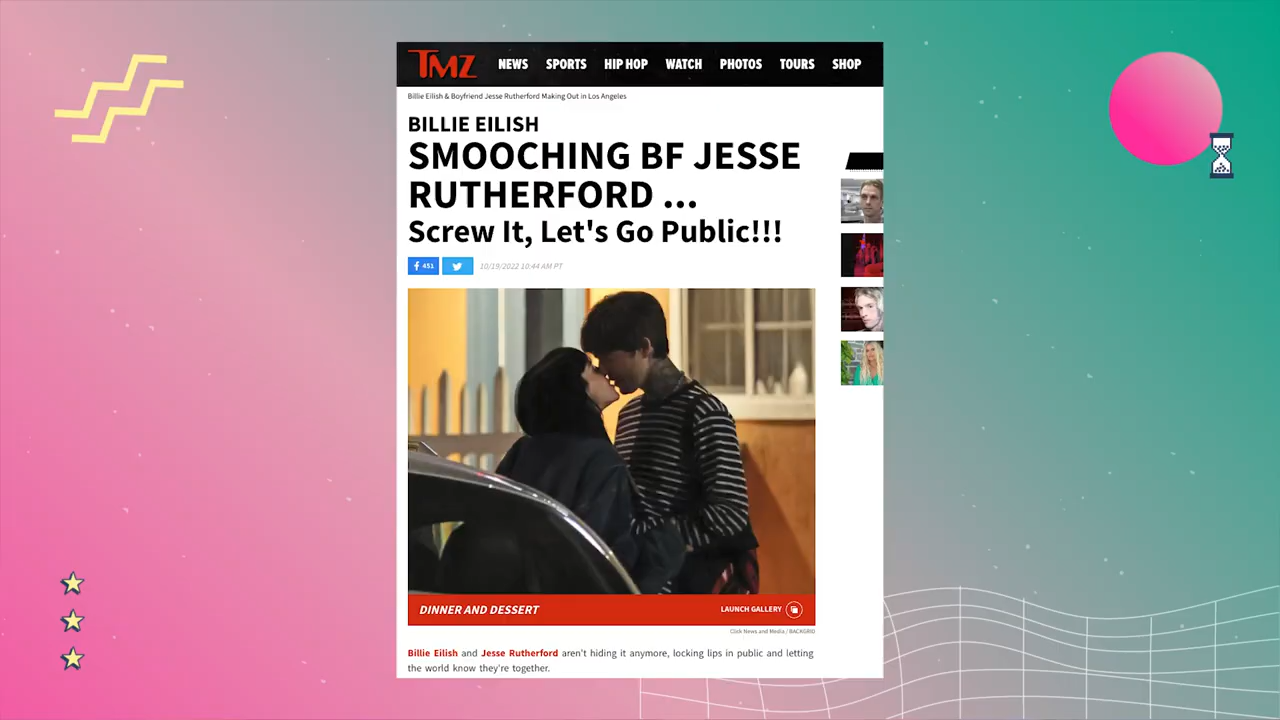 TMZ NEWS SPORTS HIP HOP WATCH PHOTOS TOURS SHOP
Billie Eilish & Boyfriend Jesse Rutherford Making Out in Los Angeles
BILLIE EILISH
SMOOCHING BF JESSE
RUTHERFORD ...
Screw It, Let's Go Public!!!
f 451 10/19/2022 10:44 AM PT
DINNER AND DESSERT LAUNCH GALLERY
Click News and Media / BACKGRID
Billie Eilish and Jesse Rutherford aren't hiding it anymore, locking lips in public and letting
the world know they're together.